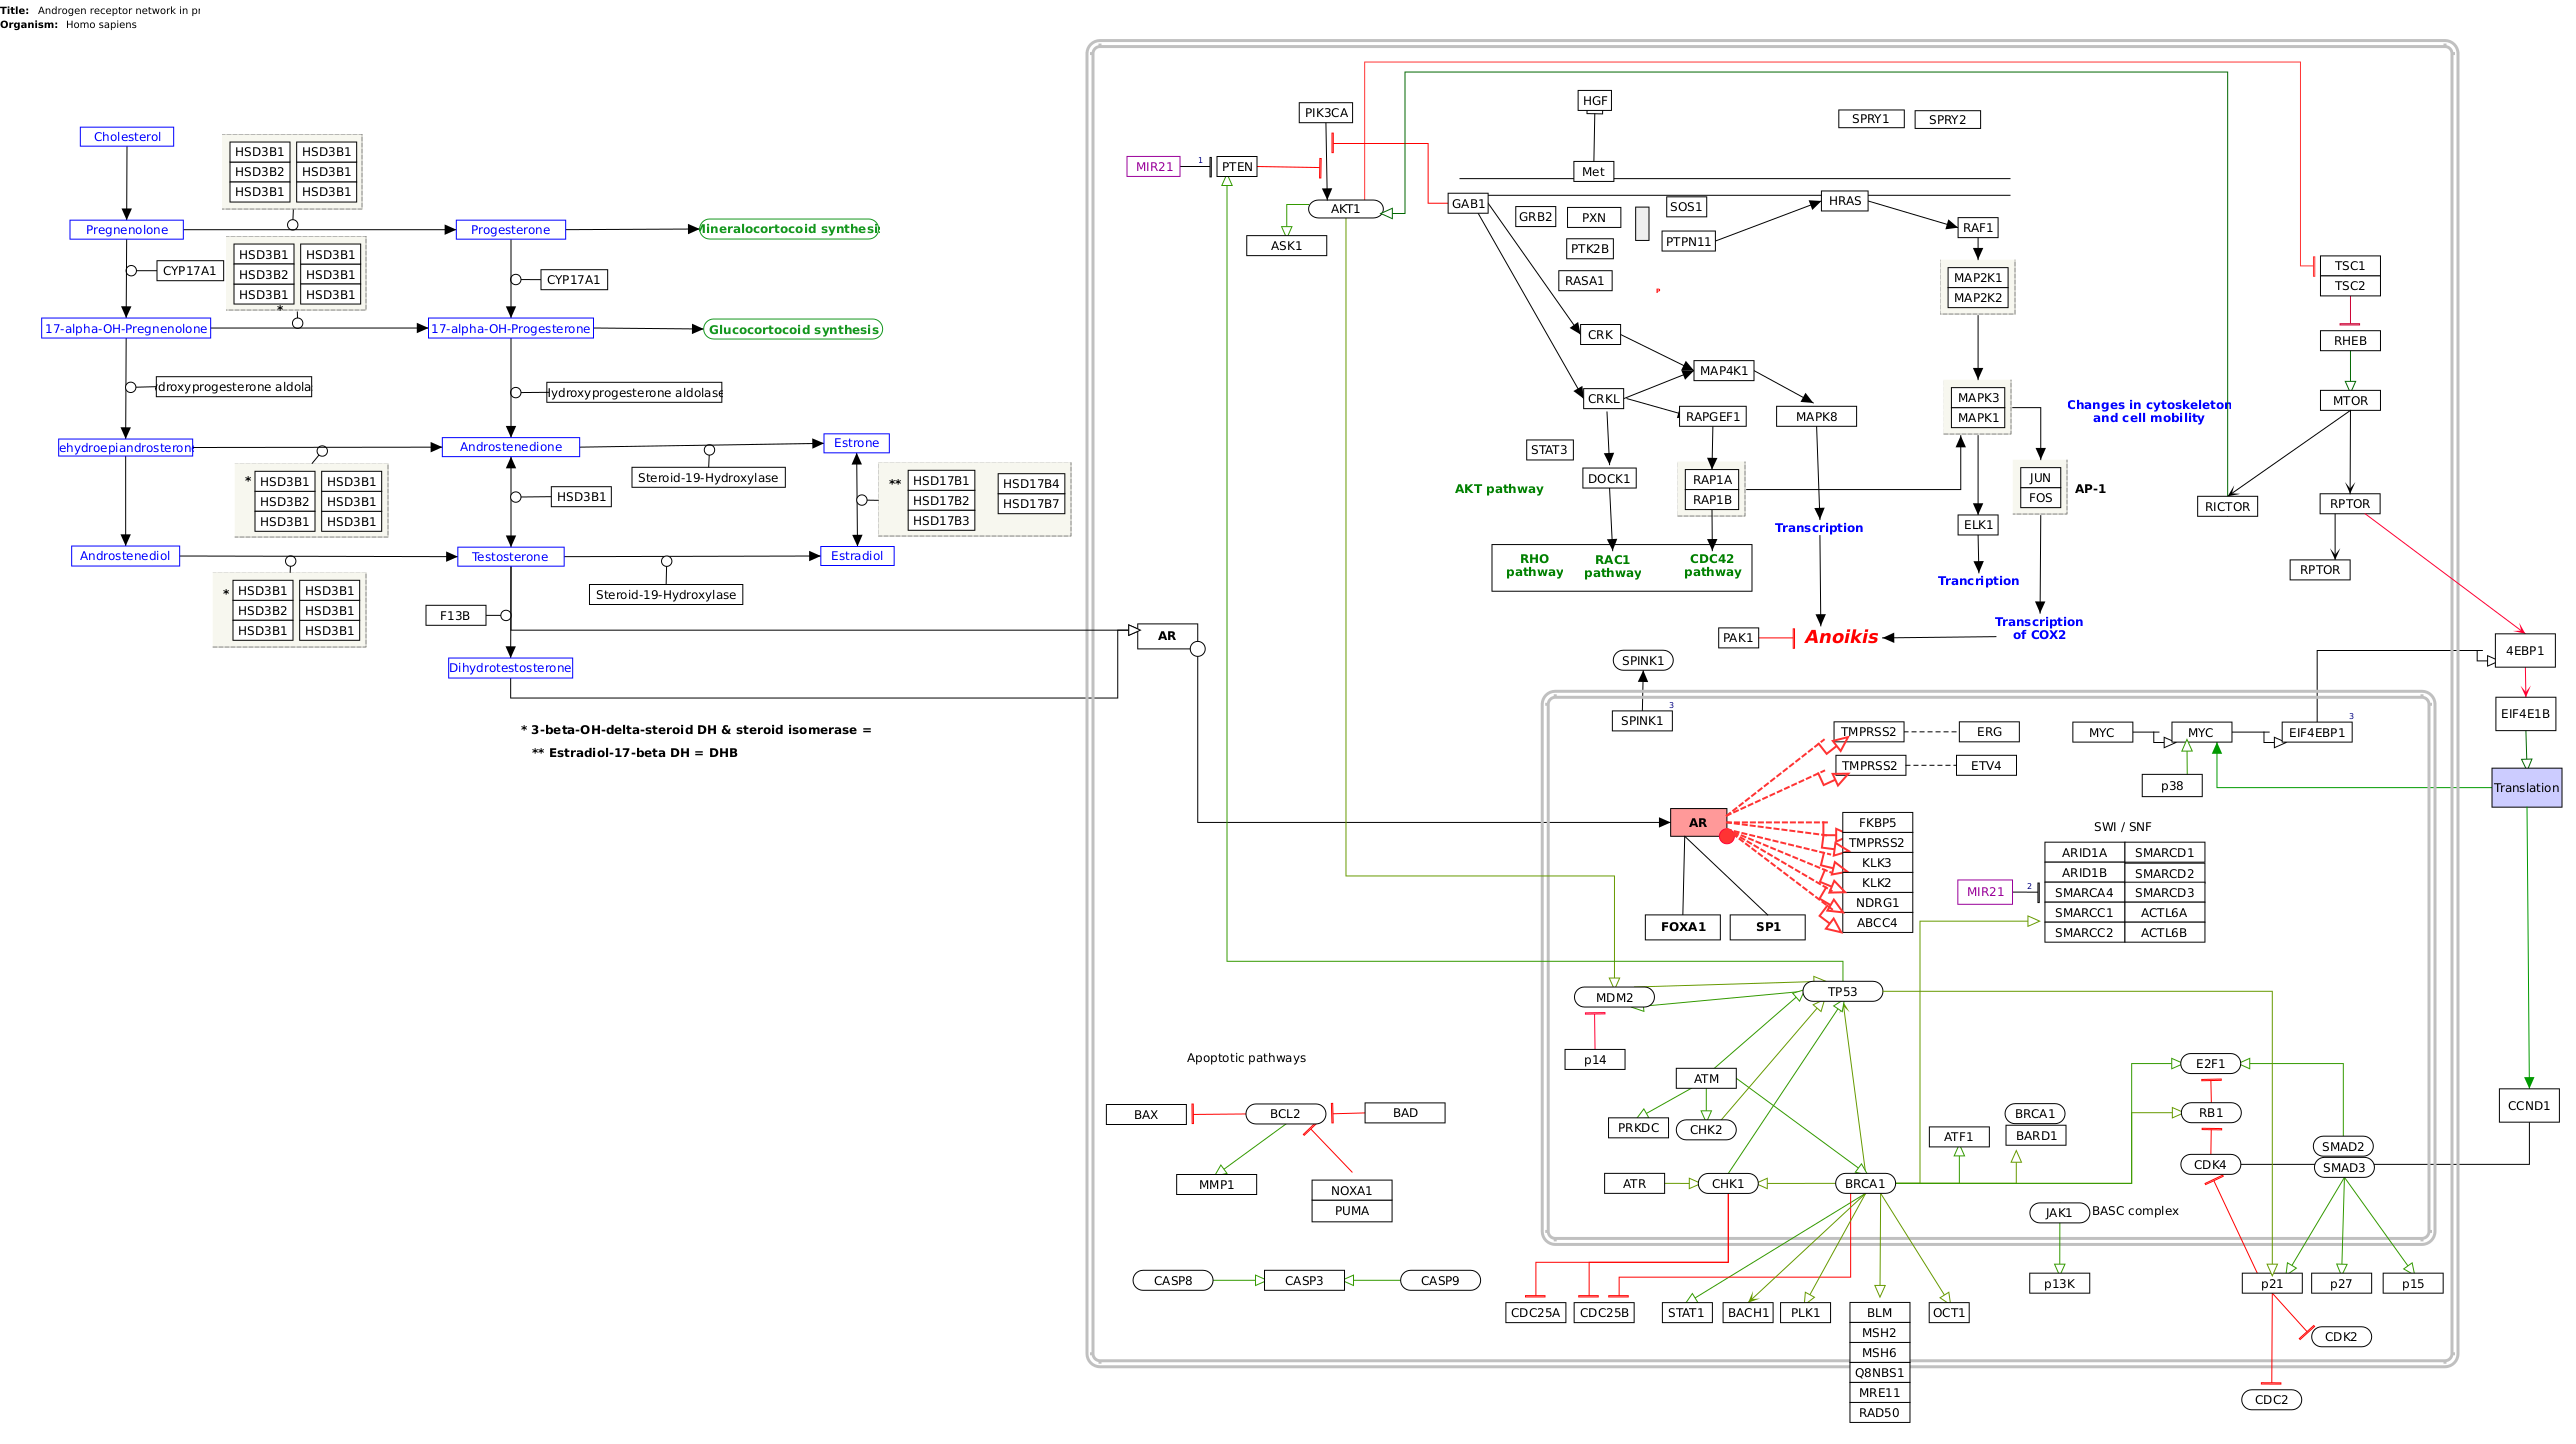 Title: Androgen receptor network in pr
Organism: Homo sapiens
Cholesterol
HSD3B1 HSD3B1
HSD3B2 HSD3B1
HSD3B1 HSD3B1
Pregnenolone
Progesterone
Mineralocortocoid synthesis
CYP17A1
HSD3B1 HSD3B1
HSD3B2 HSD3B1
HSD3B1 HSD3B1
*
CYP17A1
17-alpha-OH-Pregnenolone
17-alpha-OH-Progesterone
Glucocortocoid synthesis
droxyprogesterone aldola
ydroxyprogesterone aldolase
ehydroepiandrosteron
Androstenedione
Estrone
* HSD3B1 HSD3B1
HSD3B2 HSD3B1
HSD3B1 HSD3B1
HSD3B1
Steroid-19-Hydroxylase
** HSD17B1 HSD17B4
HSD17B2 HSD17B7
HSD17B3
Androstenediol
Testosterone
Estradiol
* HSD3B1 HSD3B1
HSD3B2 HSD3B1
HSD3B1 HSD3B1
Steroid-19-Hydroxylase
F13B
Dihydrotestosterone
* 3-beta-OH-delta-steroid DH & steroid isomerase =
** Estradiol-17-beta DH = DHB
AR
PIK3CA
MIR21
1
PTEN
AKT1
ASK1
HGF
Met
SPRY1
SPRY2
GAB1
GRB2
PXN
PTK2B
RASA1
SOS1
PTPN11
P
HRAS
RAF1
MAP2K1
MAP2K2
CRK
MAP4K1
CRKL
RAPGEF1
MAPK8
MAPK3
MAPK1
Changes in cytoskeleton
and cell mobility
STAT3
DOCK1
RAP1A
RAP1B
AKT pathway
JUN
FOS
AP-1
ELK1
Transcription
RHO
pathway
RAC1
pathway
CDC42
pathway
Trancription
Transcription
of COX2
PAK1
Anoikis
TSC1
TSC2
RHEB
MTOR
RICTOR
RPTOR
RPTOR
4EBP1
EIF4E1B
Translation
CCND1
SPINK1
SPINK1
3
TMPRSS2
ERG
TMPRSS2
ETV4
MYC
MYC
EIF4EBP1
3
p38
AR
FKBP5
TMPRSS2
KLK3
KLK2
NDRG1
ABCC4
FOXA1
SP1
SWI / SNF
MIR21
2
ARID1A SMARCD1
ARID1B SMARCD2
SMARCA4 SMARCD3
SMARCC1 ACTL6A
SMARCC2 ACTL6B
MDM2
TP53
p14
ATM
PRKDC
CHK2
ATR
CHK1
BRCA1
ATF1
BRCA1
BARD1
E2F1
RB1
CDK4
SMAD2
SMAD3
JAK1
BASC complex
p13K
p21
p27
p15
CDK2
CDC2
Apoptotic pathways
BAX
BCL2
BAD
MMP1
NOXA1
PUMA
CASP8
CASP3
CASP9
CDC25A
CDC25B
STAT1
BACH1
PLK1
BLM
MSH2
MSH6
Q8NBS1
MRE11
RAD50
OCT1